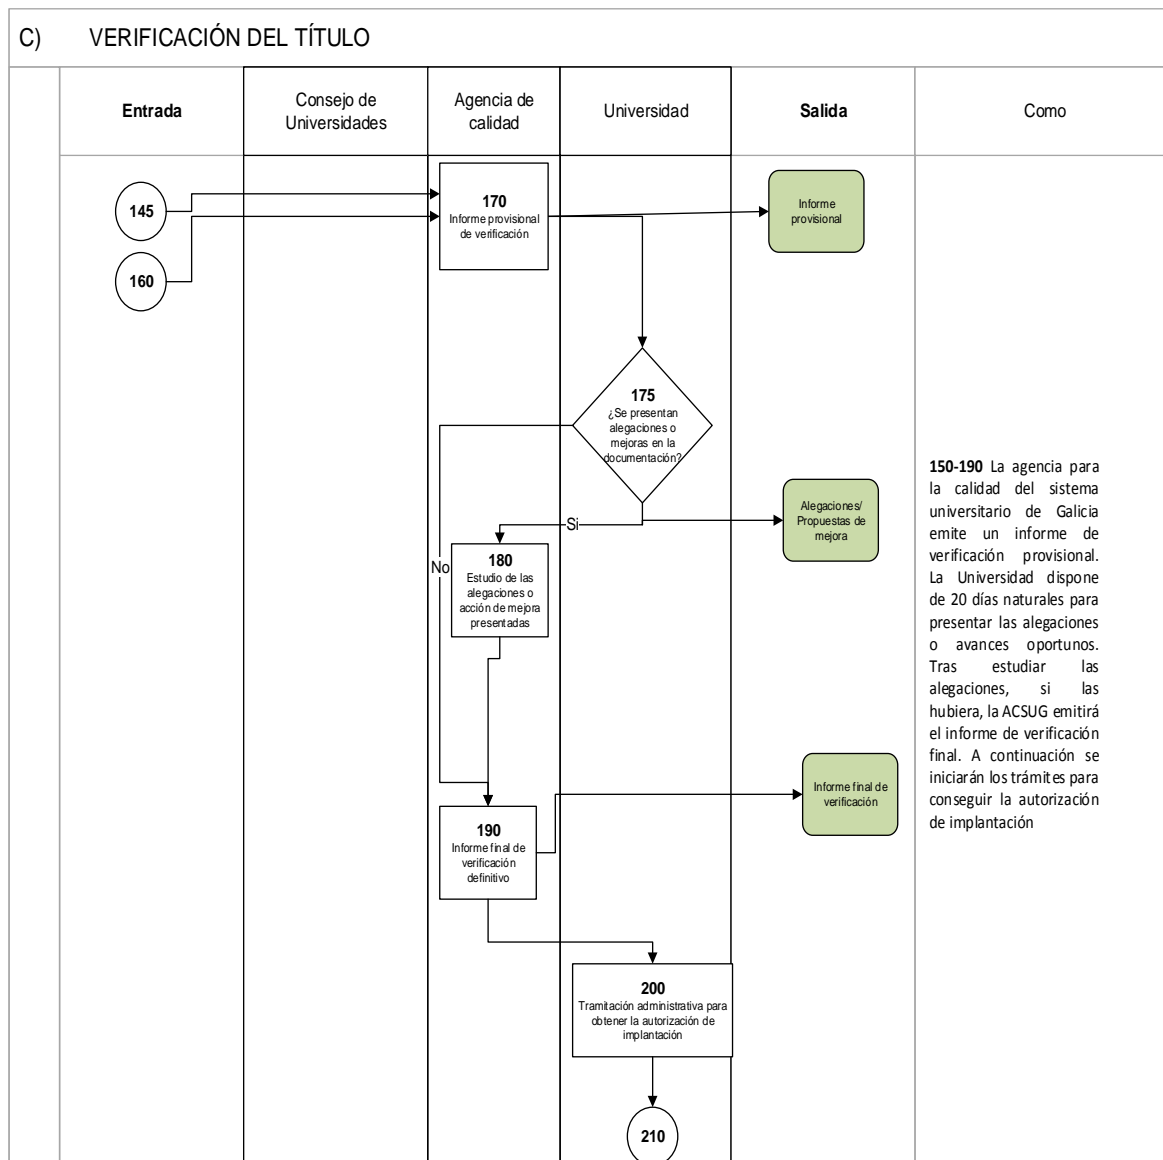 C) VERIFICACIÓN DEL TÍTULO
Entrada
Consejo de
Universidades
Agencia de
calidad
Universidad
Salida
Como
145
160
170
Informe provisional
de verificación
Informe
provisional
175
¿Se presentan
alegaciones o
mejoras en la
documentación?
Alegaciones/
Propuestas de
mejora
Si
No
180
Estudio de las
alegaciones o
acción de mejora
presentadas
150-190 La agencia para
la calidad del sistema
universitario de Galicia
emite un informe de
verificación provisional.
La Universidad dispone
de 20 días naturales para
presentar las alegaciones
o avances oportunos.
Tras estudiar las
alegaciones, si las
hubiera, la ACSUG emitirá
el informe de verificación
final. A continuación se
iniciarán los trámites para
conseguir la autorización
de implantación
Informe final de
verificación
190
Informe final de
verificación
definitivo
200
Tramitación administrativa para
obtener la autorización de
implantación
210